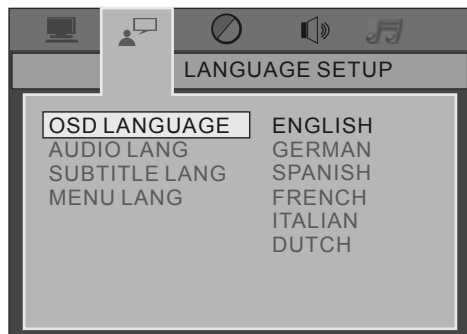 LANGUAGE SETUP
OSD LANGUAGE ENGLISH
AUDIO LANG GERMAN
SUBTITLE LANG SPANISH
MENU LANG FRENCH
ITALIAN
DUTCH